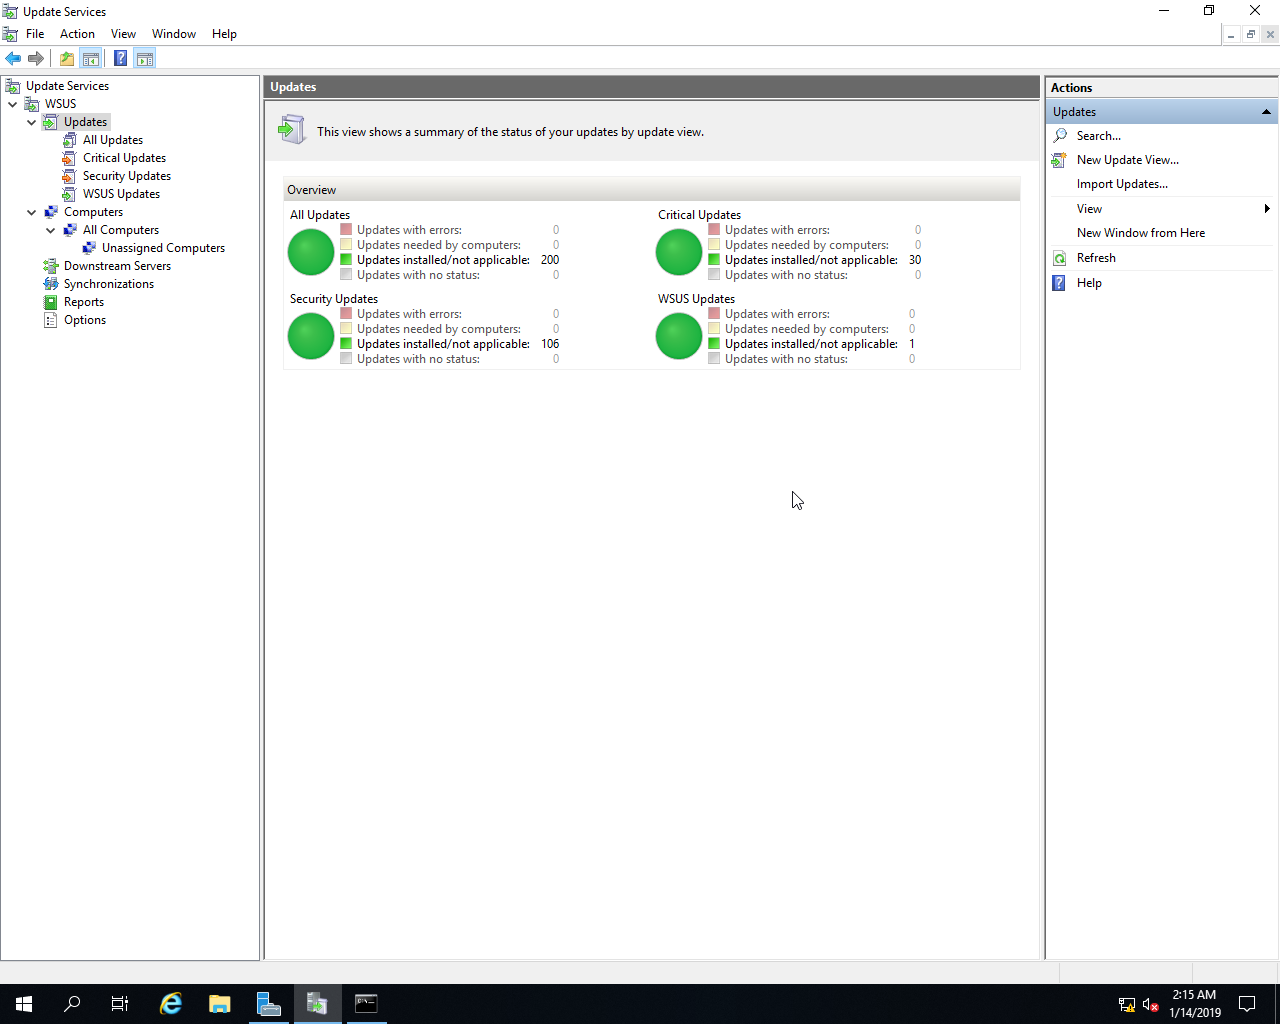 Update Services
File Action View Window Help
Update Services
WSUS
Updates
All Updates
Critical Updates
Security Updates
WSUS Updates
Computers
All Computers
Unassigned Computers
Downstream Servers
Synchronizations
Reports
Options
Updates
This view shows a summary of the status of your updates by update view.
Overview
All Updates
Updates with errors: 0
Updates needed by computers: 0
Updates installed/not applicable: 200
Updates with no status: 0
Critical Updates
Updates with errors: 0
Updates needed by computers: 0
Updates installed/not applicable: 30
Updates with no status: 0
Security Updates
Updates with errors: 0
Updates needed by computers: 0
Updates installed/not applicable: 106
Updates with no status: 0
WSUS Updates
Updates with errors: 0
Updates needed by computers: 0
Updates installed/not applicable: 1
Updates with no status: 0
Actions
Updates
Search...
New Update View...
Import Updates...
View
New Window from Here
Refresh
Help
2:15 AM
1/14/2019